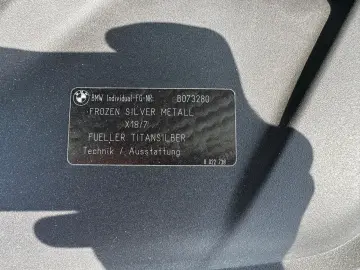 BMW Individual-FG-NR. 8073280
FROZEN SILVER METALL
X18/7
FUELLER TITANSILBER
Technik / Ausstattung